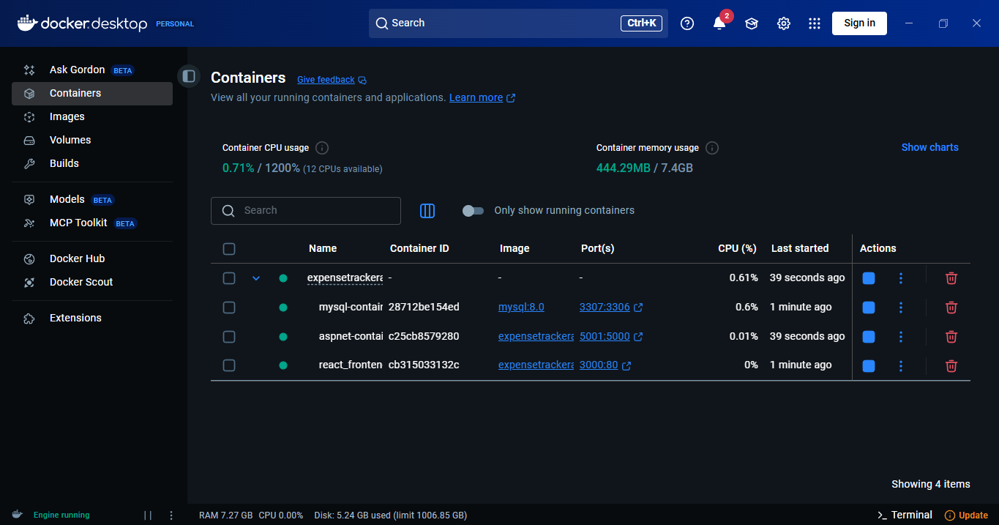 docker.desktop PERSONAL
Search Ctrl+K
2
Sign in
Ask Gordon BETA
Containers
Images
Volumes
Builds
Models BETA
MCP Toolkit BETA
Docker Hub
Docker Scout
Extensions
Containers Give feedback
View all your running containers and applications. Learn more
Container CPU usage
0.71% / 1200% (12 CPUs available)
Container memory usage
444.29MB / 7.4GB
Show charts
Search
Only show running containers
Name Container ID Image Port(s) CPU (%) Last started Actions
expensetrackera - - - 0.61% 39 seconds ago
mysql-contain 28712be154ed mysql:8.0 3307:3306 0.6% 1 minute ago
aspnet-contai c25cb8579280 expensetrackera 5001:5000 0.01% 39 seconds ago
react_fronten cb315033132c expensetrackera 3000:80 0% 1 minute ago
Showing 4 items
Engine running
RAM 7.27 GB CPU 0.00% Disk: 5.24 GB used (limit 1006.85 GB)
>_ Terminal
Update